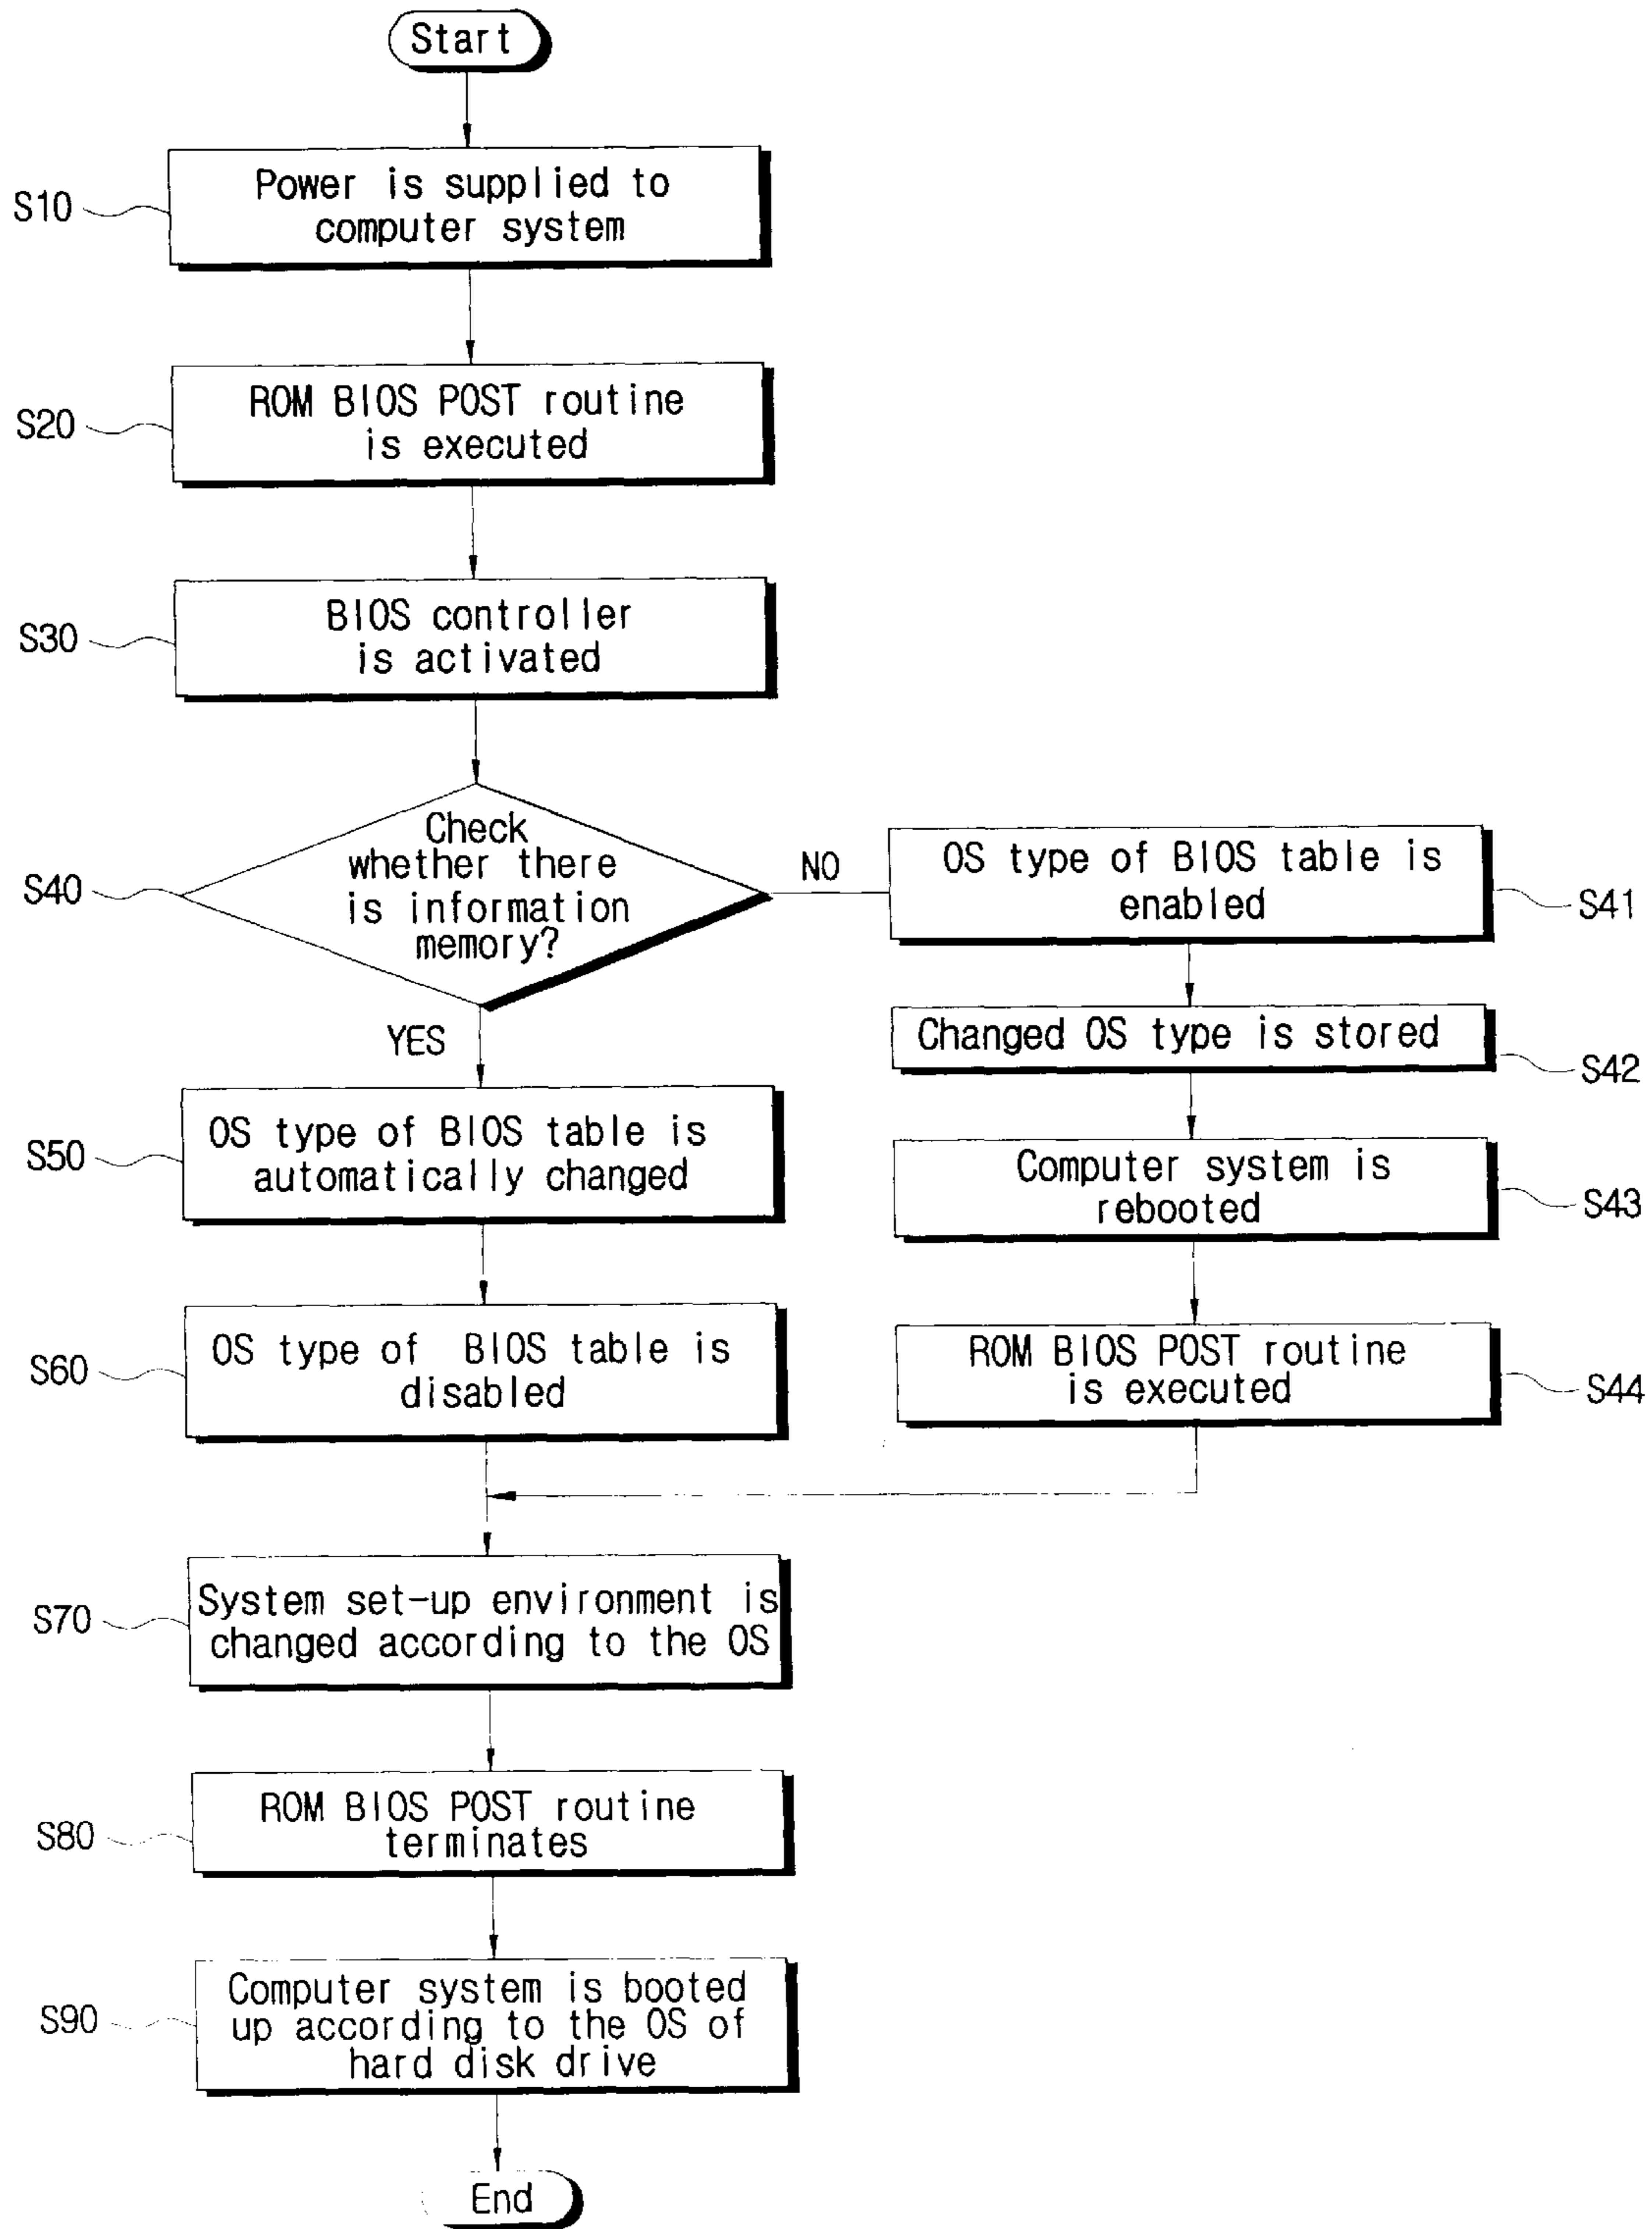 Start
S10
Power is supplied to
computer system
S20
ROM BIOS POST routine
is executed
S30
BIOS controller
is activated
S40
Check
whether there
is information
memory?
NO
YES
OS type of BIOS table is
enabled
S41
Changed OS type is stored
S42
Computer system is
rebooted
S43
ROM BIOS POST routine
is executed
S44
S50
OS type of BIOS table is
automatically changed
S60
OS type of BIOS table is
disabled
S70
System set-up environment is
changed according to the OS
S80
ROM BIOS POST routine
terminates
S90
Computer system is booted
up according to the OS of
hard disk drive
End